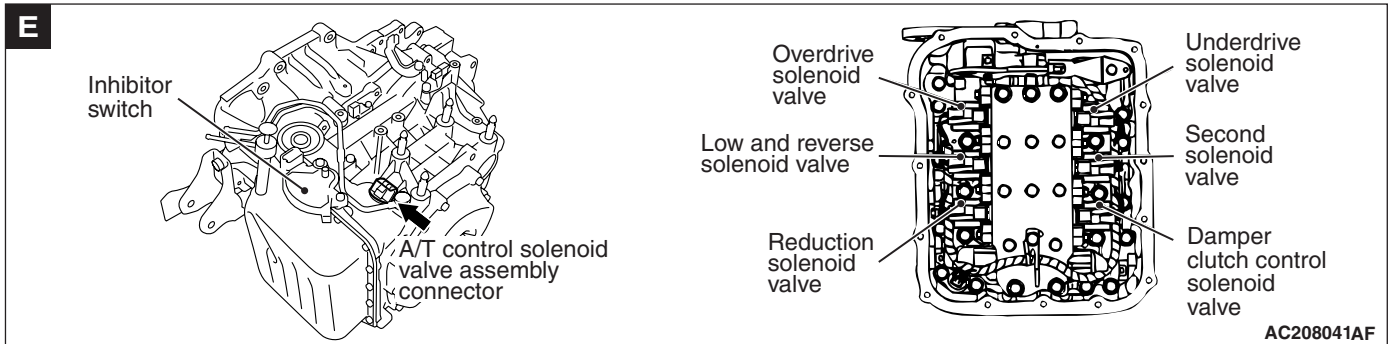 E
Inhibitor
switch
A/T control solenoid
valve assembly
connector
Overdrive
solenoid
valve
Low and reverse
solenoid valve
Reduction
solenoid
valve
Underdrive
solenoid
valve
Second
solenoid
valve
Damper
clutch control
solenoid
valve
AC208041AF